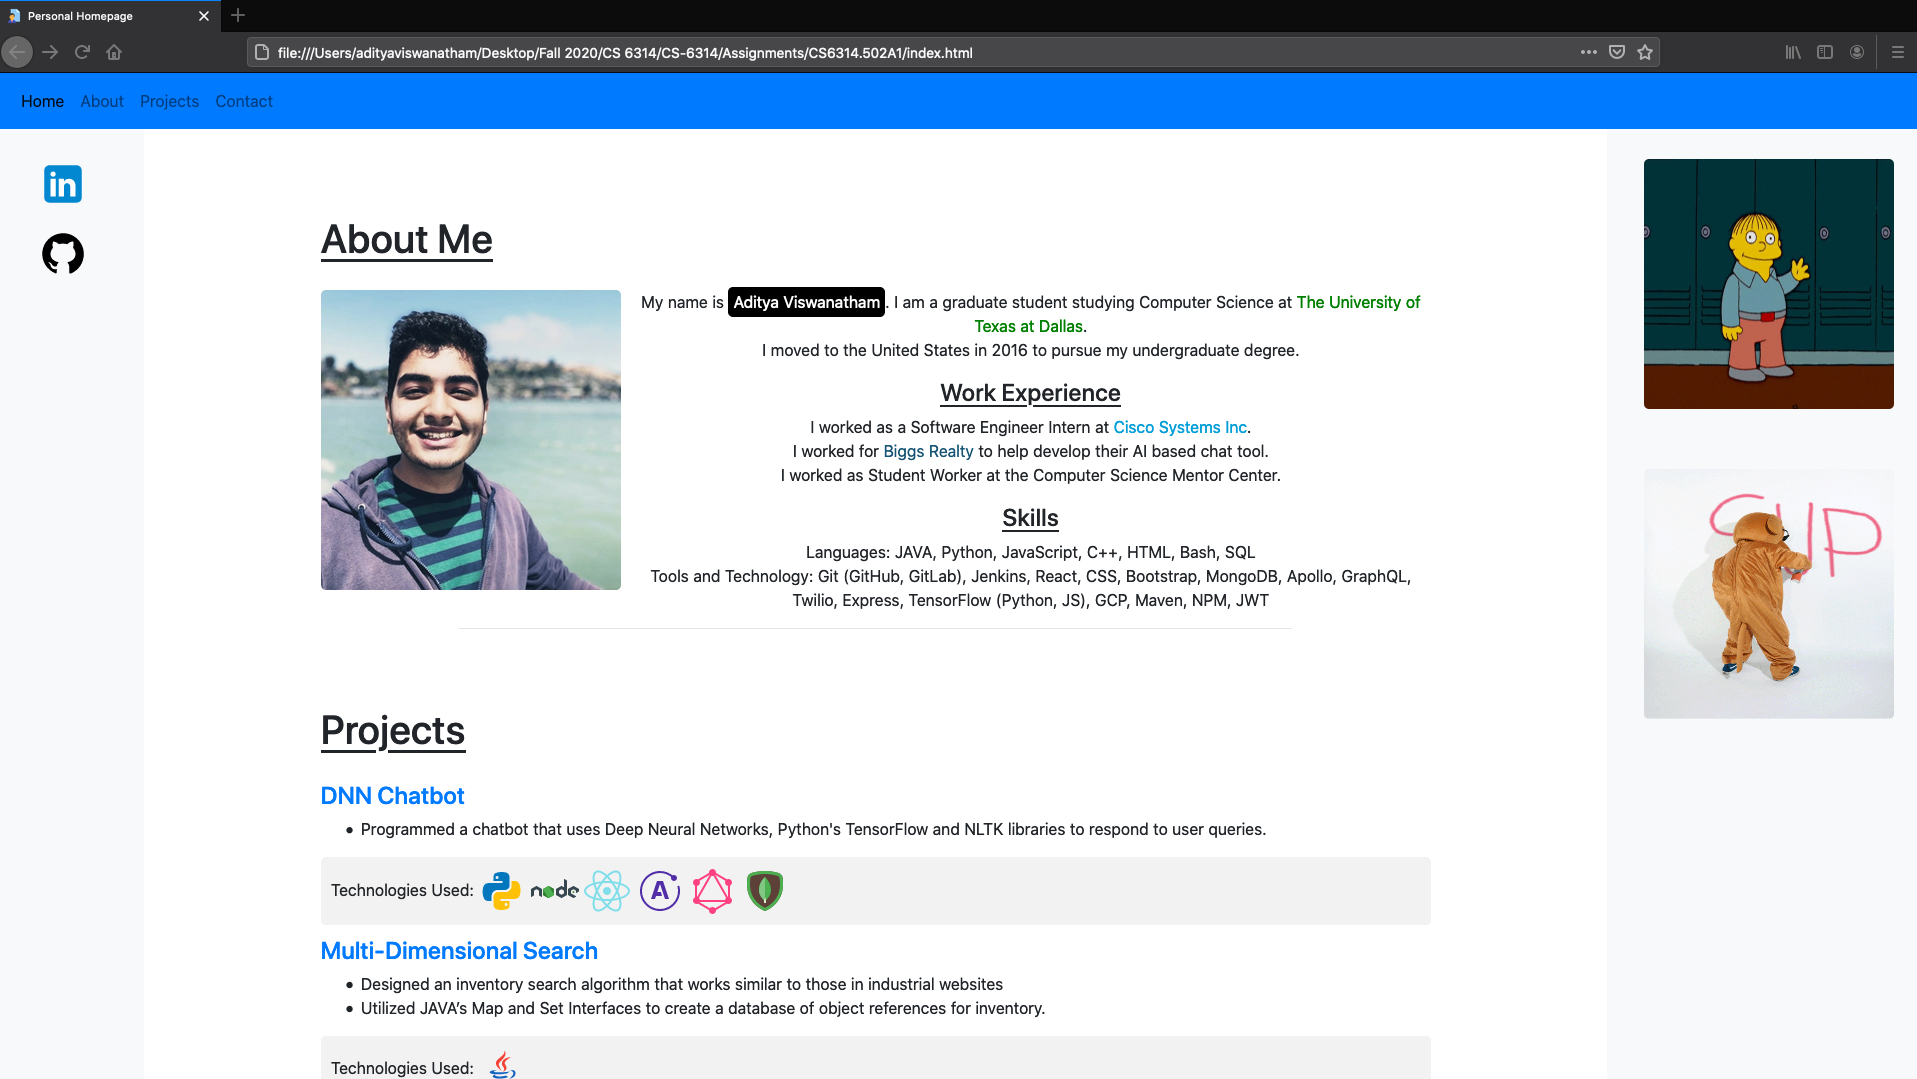 Personal Homepage
file:///Users/adityaviswanatham/Desktop/Fall 2020/CS 6314/CS-6314/Assignments/CS6314.502A1/index.html
Home About Projects Contact
in
About Me
My name is Aditya Viswanatham. I am a graduate student studying Computer Science at The University of
Texas at Dallas.
I moved to the United States in 2016 to pursue my undergraduate degree.
Work Experience
I worked as a Software Engineer Intern at Cisco Systems Inc.
I worked for Biggs Realty to help develop their AI based chat tool.
I worked as Student Worker at the Computer Science Mentor Center.
Skills
Languages: JAVA, Python, JavaScript, C++, HTML, Bash, SQL
Tools and Technology: Git (GitHub, GitLab), Jenkins, React, CSS, Bootstrap, MongoDB, Apollo, GraphQL,
Twilio, Express, TensorFlow (Python, JS), GCP, Maven, NPM, JWT
SUP
Projects
DNN Chatbot
• Programmed a chatbot that uses Deep Neural Networks, Python's TensorFlow and NLTK libraries to respond to user queries.
Technologies Used: node A
Multi-Dimensional Search
• Designed an inventory search algorithm that works similar to those in industrial websites
• Utilized JAVA’s Map and Set Interfaces to create a database of object references for inventory.
Technologies Used: